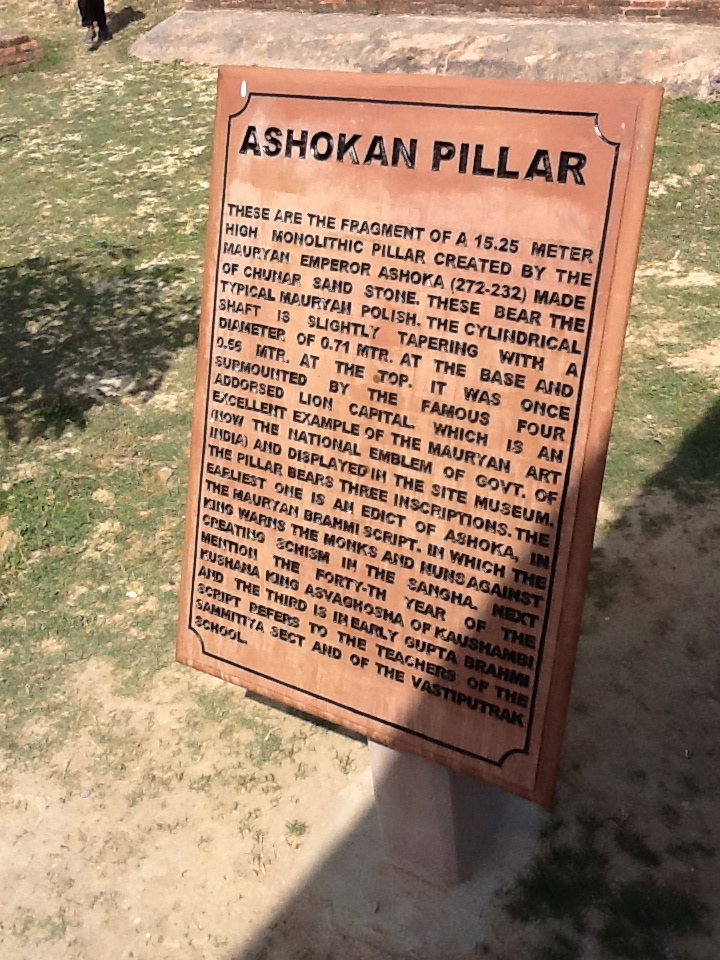 ASHOKAN PILLAR
THESE ARE THE FRAGMENT OF A 15.25 METER
HIGH MONOLITHIC PILLAR CREATED BY THE
MAURYAN EMPEROR ASHOKA (272-232) MADE
OF CHUNAR SAND STONE. THESE BEAR THE
TYPICAL MAURYAN POLISH. THE CYLINDRICAL
SHAFT IS SLIGHTLY TAPERING WITH A
DIAMETER OF 0.71 MTR. AT THE BASE AND
0.56 MTR. AT THE TOP. IT WAS ONCE
SUPMOUNTED BY THE FAMOUS FOUR
ADDORSED LION CAPITAL. WHICH IS AN
EXCELLENT EXAMPLE OF THE MAURYAN ART
(NOW THE NATIONAL EMBLEM OF GOVT. OF
INDIA) AND DISPLAYED IN THE SITE MUSEUM.
THE PILLAR BEARS THREE INSCRIPTIONS. THE
EARLIEST ONE IS AN EDICT OF ASHOKA, IN
THE MAURYAN BRAHMI SCRIPT. IN WHICH THE
KING WARNS THE MONKS AND NUNS AGAINST
CREATING SCHISM IN THE SANGHA. NEXT
MENTION THE FORTY-TH YEAR OF THE
KUSHANA KING ASVAGHOSHA OF KAUSHAMBI
AND THE THIRD IS IN EARLY GUPTA BRAHMI
SCRIPT REFERS TO THE TEACHERS OF THE
SAMMITIYA SECT AND OF THE VASTIPUTRAK
SCHOOL.